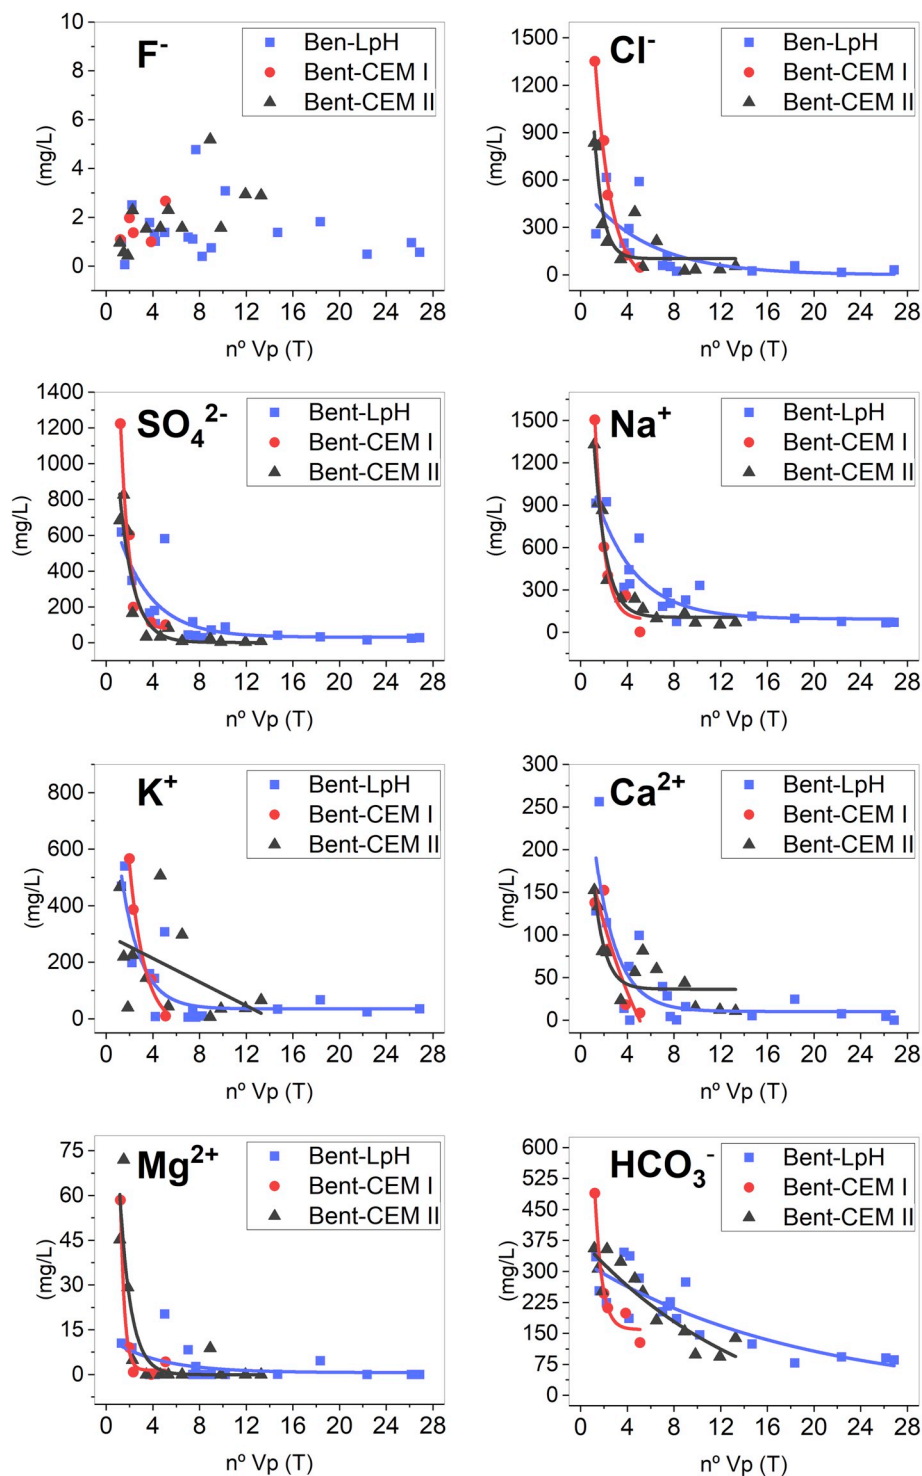 F⁻
Ben-LpH
Bent-CEM I
Bent-CEM II
(mg/L)
10
8
6
4
2
0
0 4 8 12 16 20 24 28
nº Vp (T)
Cl⁻
Ben-LpH
Bent-CEM I
Bent-CEM II
(mg/L)
1500
1200
900
600
300
0
0 4 8 12 16 20 24 28
nº Vp (T)
SO₄²⁻
Bent-LpH
Bent-CEM I
Bent-CEM II
(mg/L)
1400
1200
1000
800
600
400
200
0
0 4 8 12 16 20 24 28
nº Vp (T)
Na⁺
Bent-LpH
Bent-CEM I
Bent-CEM II
(mg/L)
1500
1200
900
600
300
0
0 4 8 12 16 20 24 28
nº Vp (T)
K⁺
Bent-LpH
Bent-CEM I
Bent-CEM II
(mg/L)
800
600
400
200
0
0 4 8 12 16 20 24 28
nº Vp (T)
Ca²⁺
Bent-LpH
Bent-CEM I
Bent-CEM II
(mg/L)
300
250
200
150
100
50
0
0 4 8 12 16 20 24 28
nº Vp (T)
Mg²⁺
Bent-LpH
Bent-CEM I
Bent-CEM II
(mg/L)
75
60
45
30
15
0
0 4 8 12 16 20 24 28
nº Vp (T)
HCO₃⁻
Bent-LpH
Bent-CEM I
Bent-CEM II
(mg/L)
600
525
450
375
300
225
150
75
0
0 4 8 12 16 20 24 28
nº Vp (T)